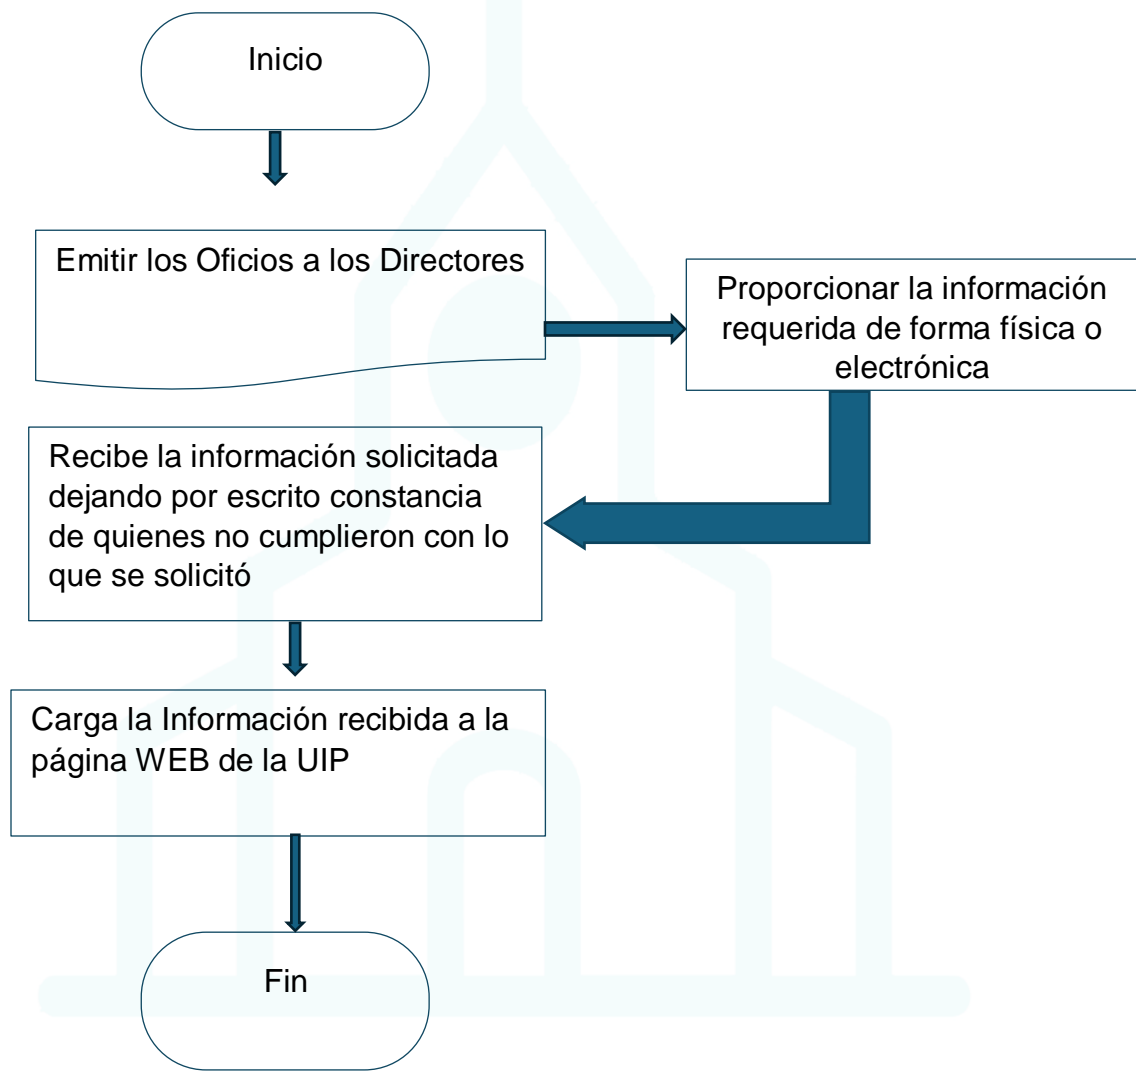 Inicio
Emitir los Oficios a los Directores
Proporcionar la información
requerida de forma física o
electrónica
Recibe la información solicitada
dejando por escrito constancia
de quienes no cumplieron con lo
que se solicitó
Carga la Información recibida a la
página WEB de la UIP
Fin